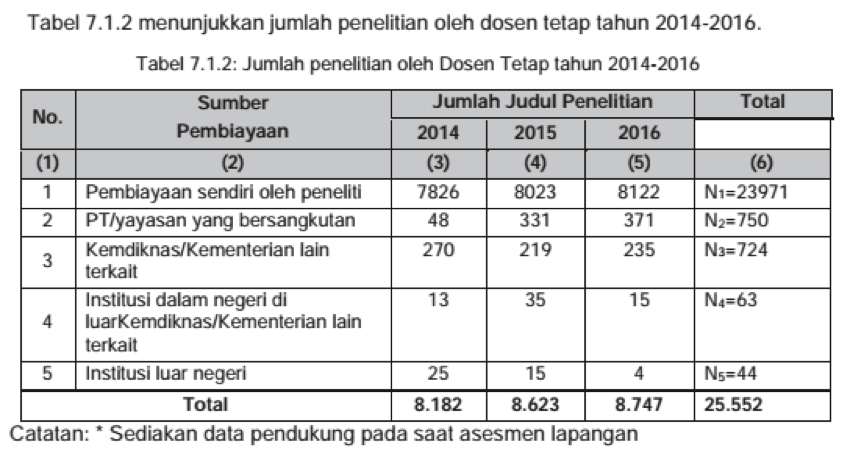 Tabel 7.1.2 menunjukkan jumlah penelitian oleh dosen tetap tahun 2014-2016.
Tabel 7.1.2: Jumlah penelitian oleh Dosen Tetap tahun 2014-2016
No. Sumber Pembiayaan Jumlah Judul Penelitian Total
2014 2015 2016
(1) (2) (3) (4) (5) (6)
1 Pembiayaan sendiri oleh peneliti 7826 8023 8122 N1=23971
2 PT/yayasan yang bersangkutan 48 331 371 N2=750
3 Kemdiknas/Kementerian lain 270 219 235 N3=724
terkait
4 Institusi dalam negeri di 13 35 15 N4=63
luarKemdiknas/Kementerian lain
terkait
5 Institusi luar negeri 25 15 4 N5=44
Total 8.182 8.623 8.747 25.552
Catatan: * Sediakan data pendukung pada saat asesmen lapangan